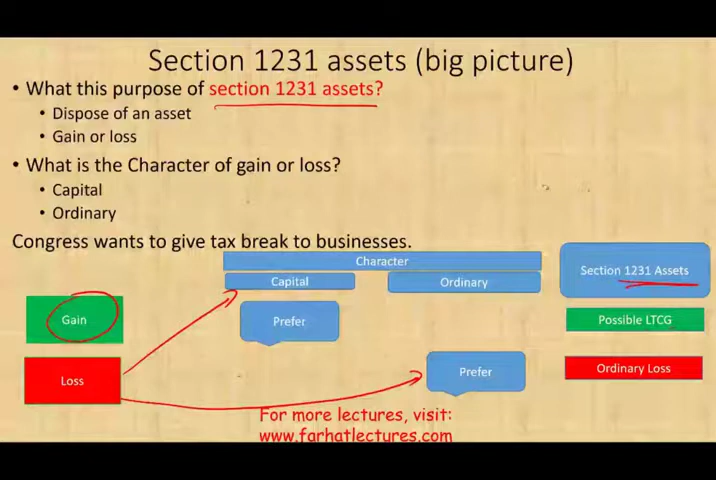 Section 1231 assets (big picture)
• What this purpose of section 1231 assets?
• Dispose of an asset
• Gain or loss
• What is the Character of gain or loss?
• Capital
• Ordinary
Congress wants to give tax break to businesses.
Character
Capital
Ordinary
Section 1231 Assets
Gain
Prefer
Possible LTCG
Loss
Prefer
Ordinary Loss
For more lectures, visit:
www.farhatlectures.com